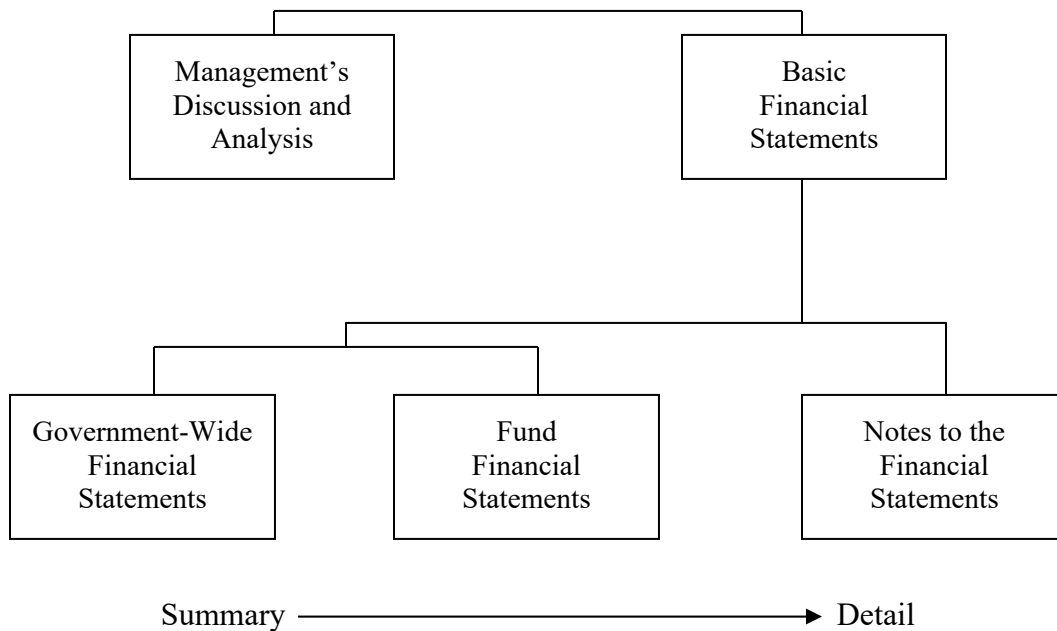 Management’s
Discussion and
Analysis
Basic
Financial
Statements
Government-Wide
Financial
Statements
Fund
Financial
Statements
Notes to the
Financial
Statements
Summary
Detail